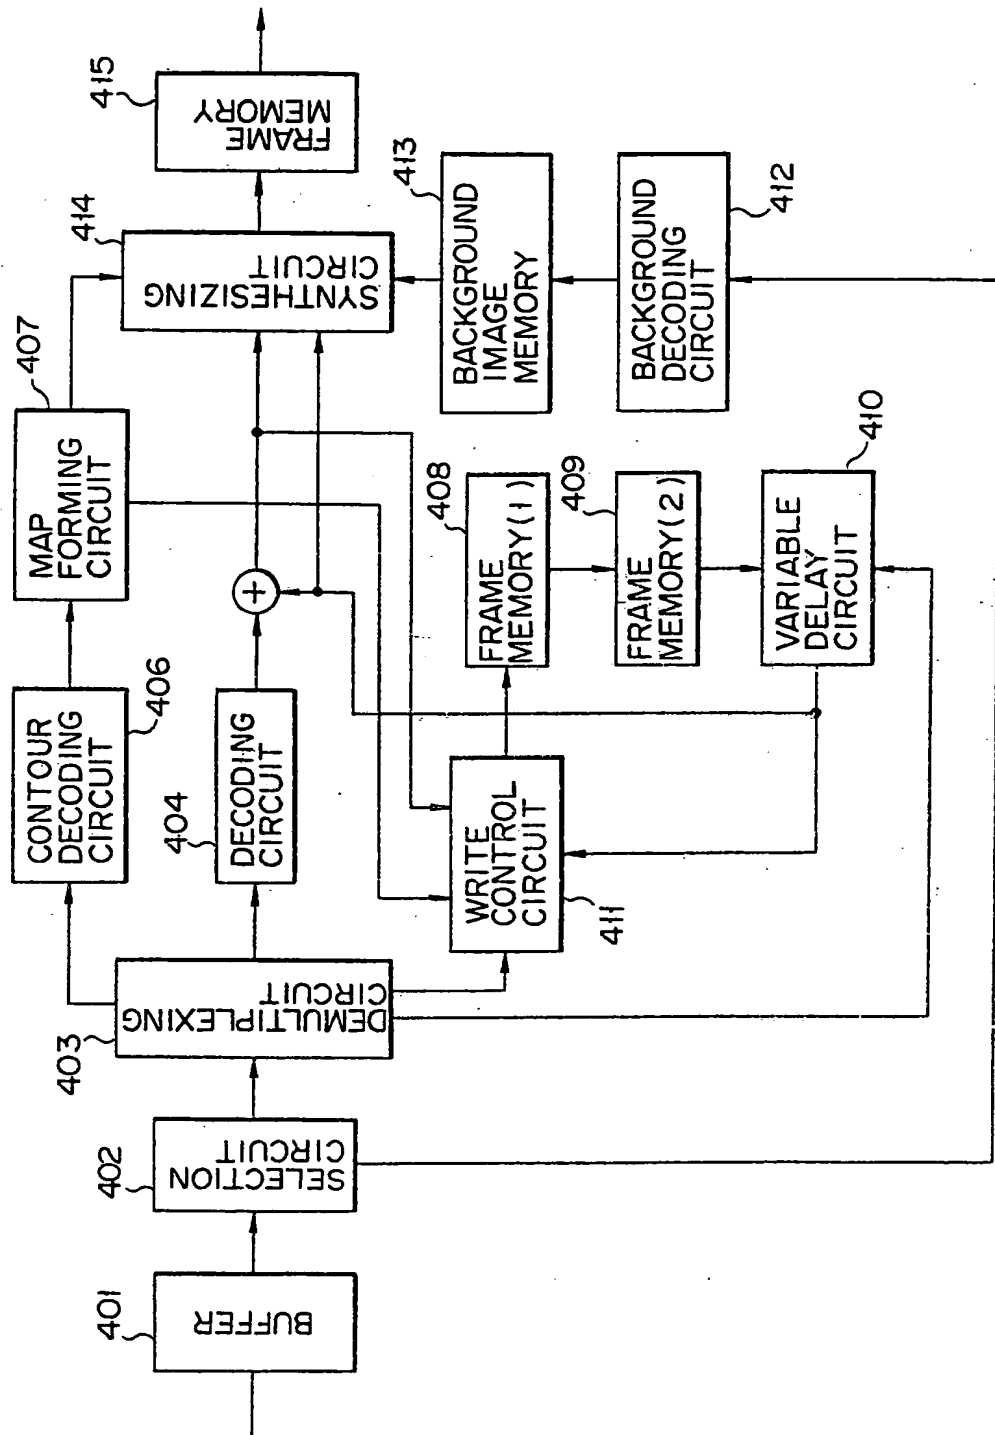 401
BUFFER
402
SELECTION
CIRCUIT
403
DEMULTIPLEXING
CIRCUIT
CONTOUR
DECODING
CIRCUIT
406
404
DECODING
CIRCUIT
MAP
FORMING
CIRCUIT
407
+
WRITE
CONTROL
CIRCUIT
411
FRAME
MEMORY(1)
408
FRAME
MEMORY(2)
409
VARIABLE
DELAY
CIRCUIT
410
414
SYNTHESIZING
CIRCUIT
BACKGROUND
IMAGE
MEMORY
413
BACKGROUND
DECODING
CIRCUIT
412
415
FRAME
MEMORY